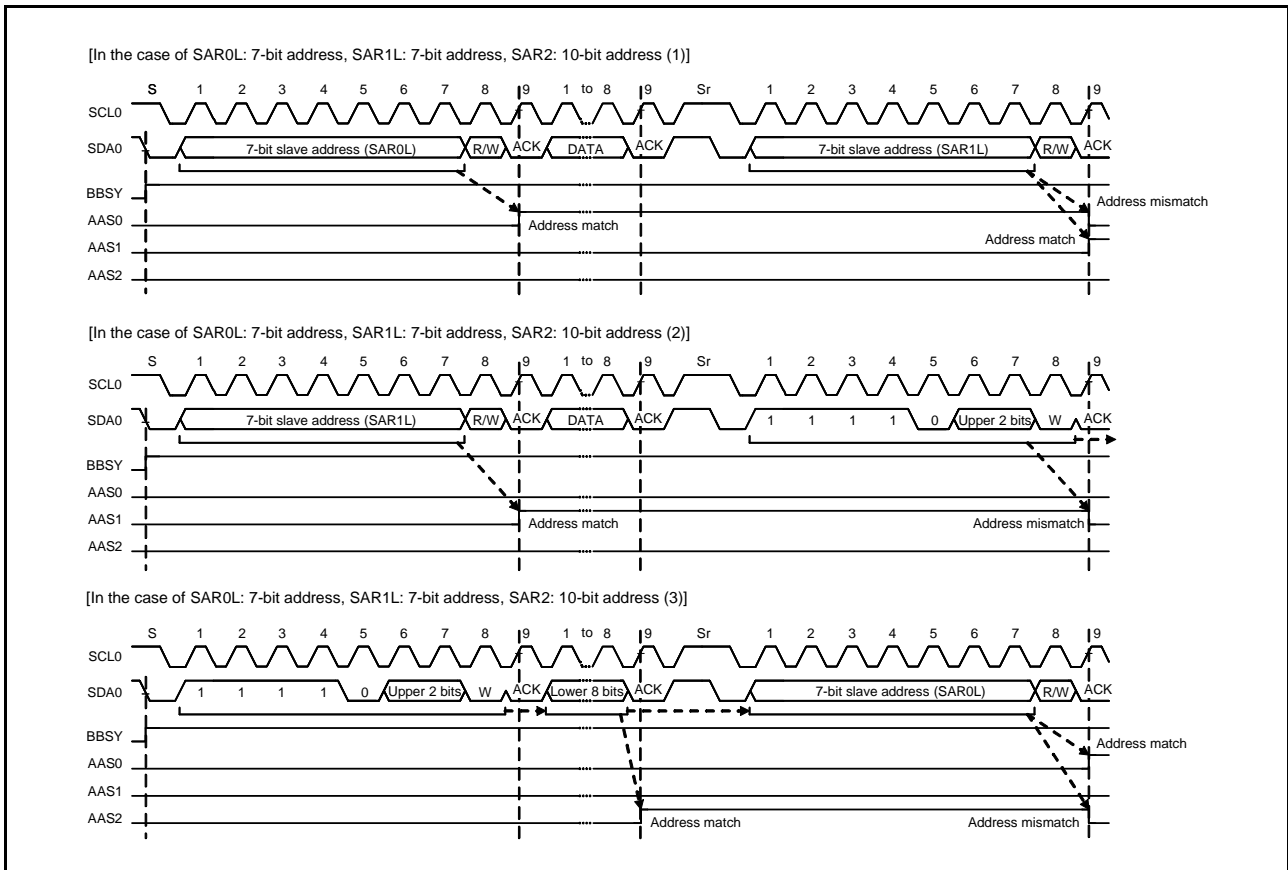 [In the case of SAR0L: 7-bit address, SAR1L: 7-bit address, SAR2: 10-bit address (1)]
S 1 2 3 4 5 6 7 8 9 1 to 8 9 Sr 1 2 3 4 5 6 7 8 9
SCL0
SDA0 7-bit slave address (SAR0L) R/W ACK DATA ACK 7-bit slave address (SAR1L) R/W ACK
BBSY
Address mismatch
AAS0
Address match
AAS1
Address match
AAS2
[In the case of SAR0L: 7-bit address, SAR1L: 7-bit address, SAR2: 10-bit address (2)]
S 1 2 3 4 5 6 7 8 9 1 to 8 9 Sr 1 2 3 4 5 6 7 8 9
SCL0
SDA0 7-bit slave address (SAR1L) R/W ACK DATA ACK 1 1 1 1 0 Upper 2 bits W ACK
BBSY
AAS0
AAS1 Address match Address mismatch
AAS2
[In the case of SAR0L: 7-bit address, SAR1L: 7-bit address, SAR2: 10-bit address (3)]
S 1 2 3 4 5 6 7 8 9 1 to 8 9 Sr 1 2 3 4 5 6 7 8 9
SCL0
SDA0 1 1 1 1 0 Upper 2 bits W ACK Lower 8 bits ACK 7-bit slave address (SAR0L) R/W ACK
BBSY
Address match
AAS0
AAS1
AAS2 Address match Address mismatch